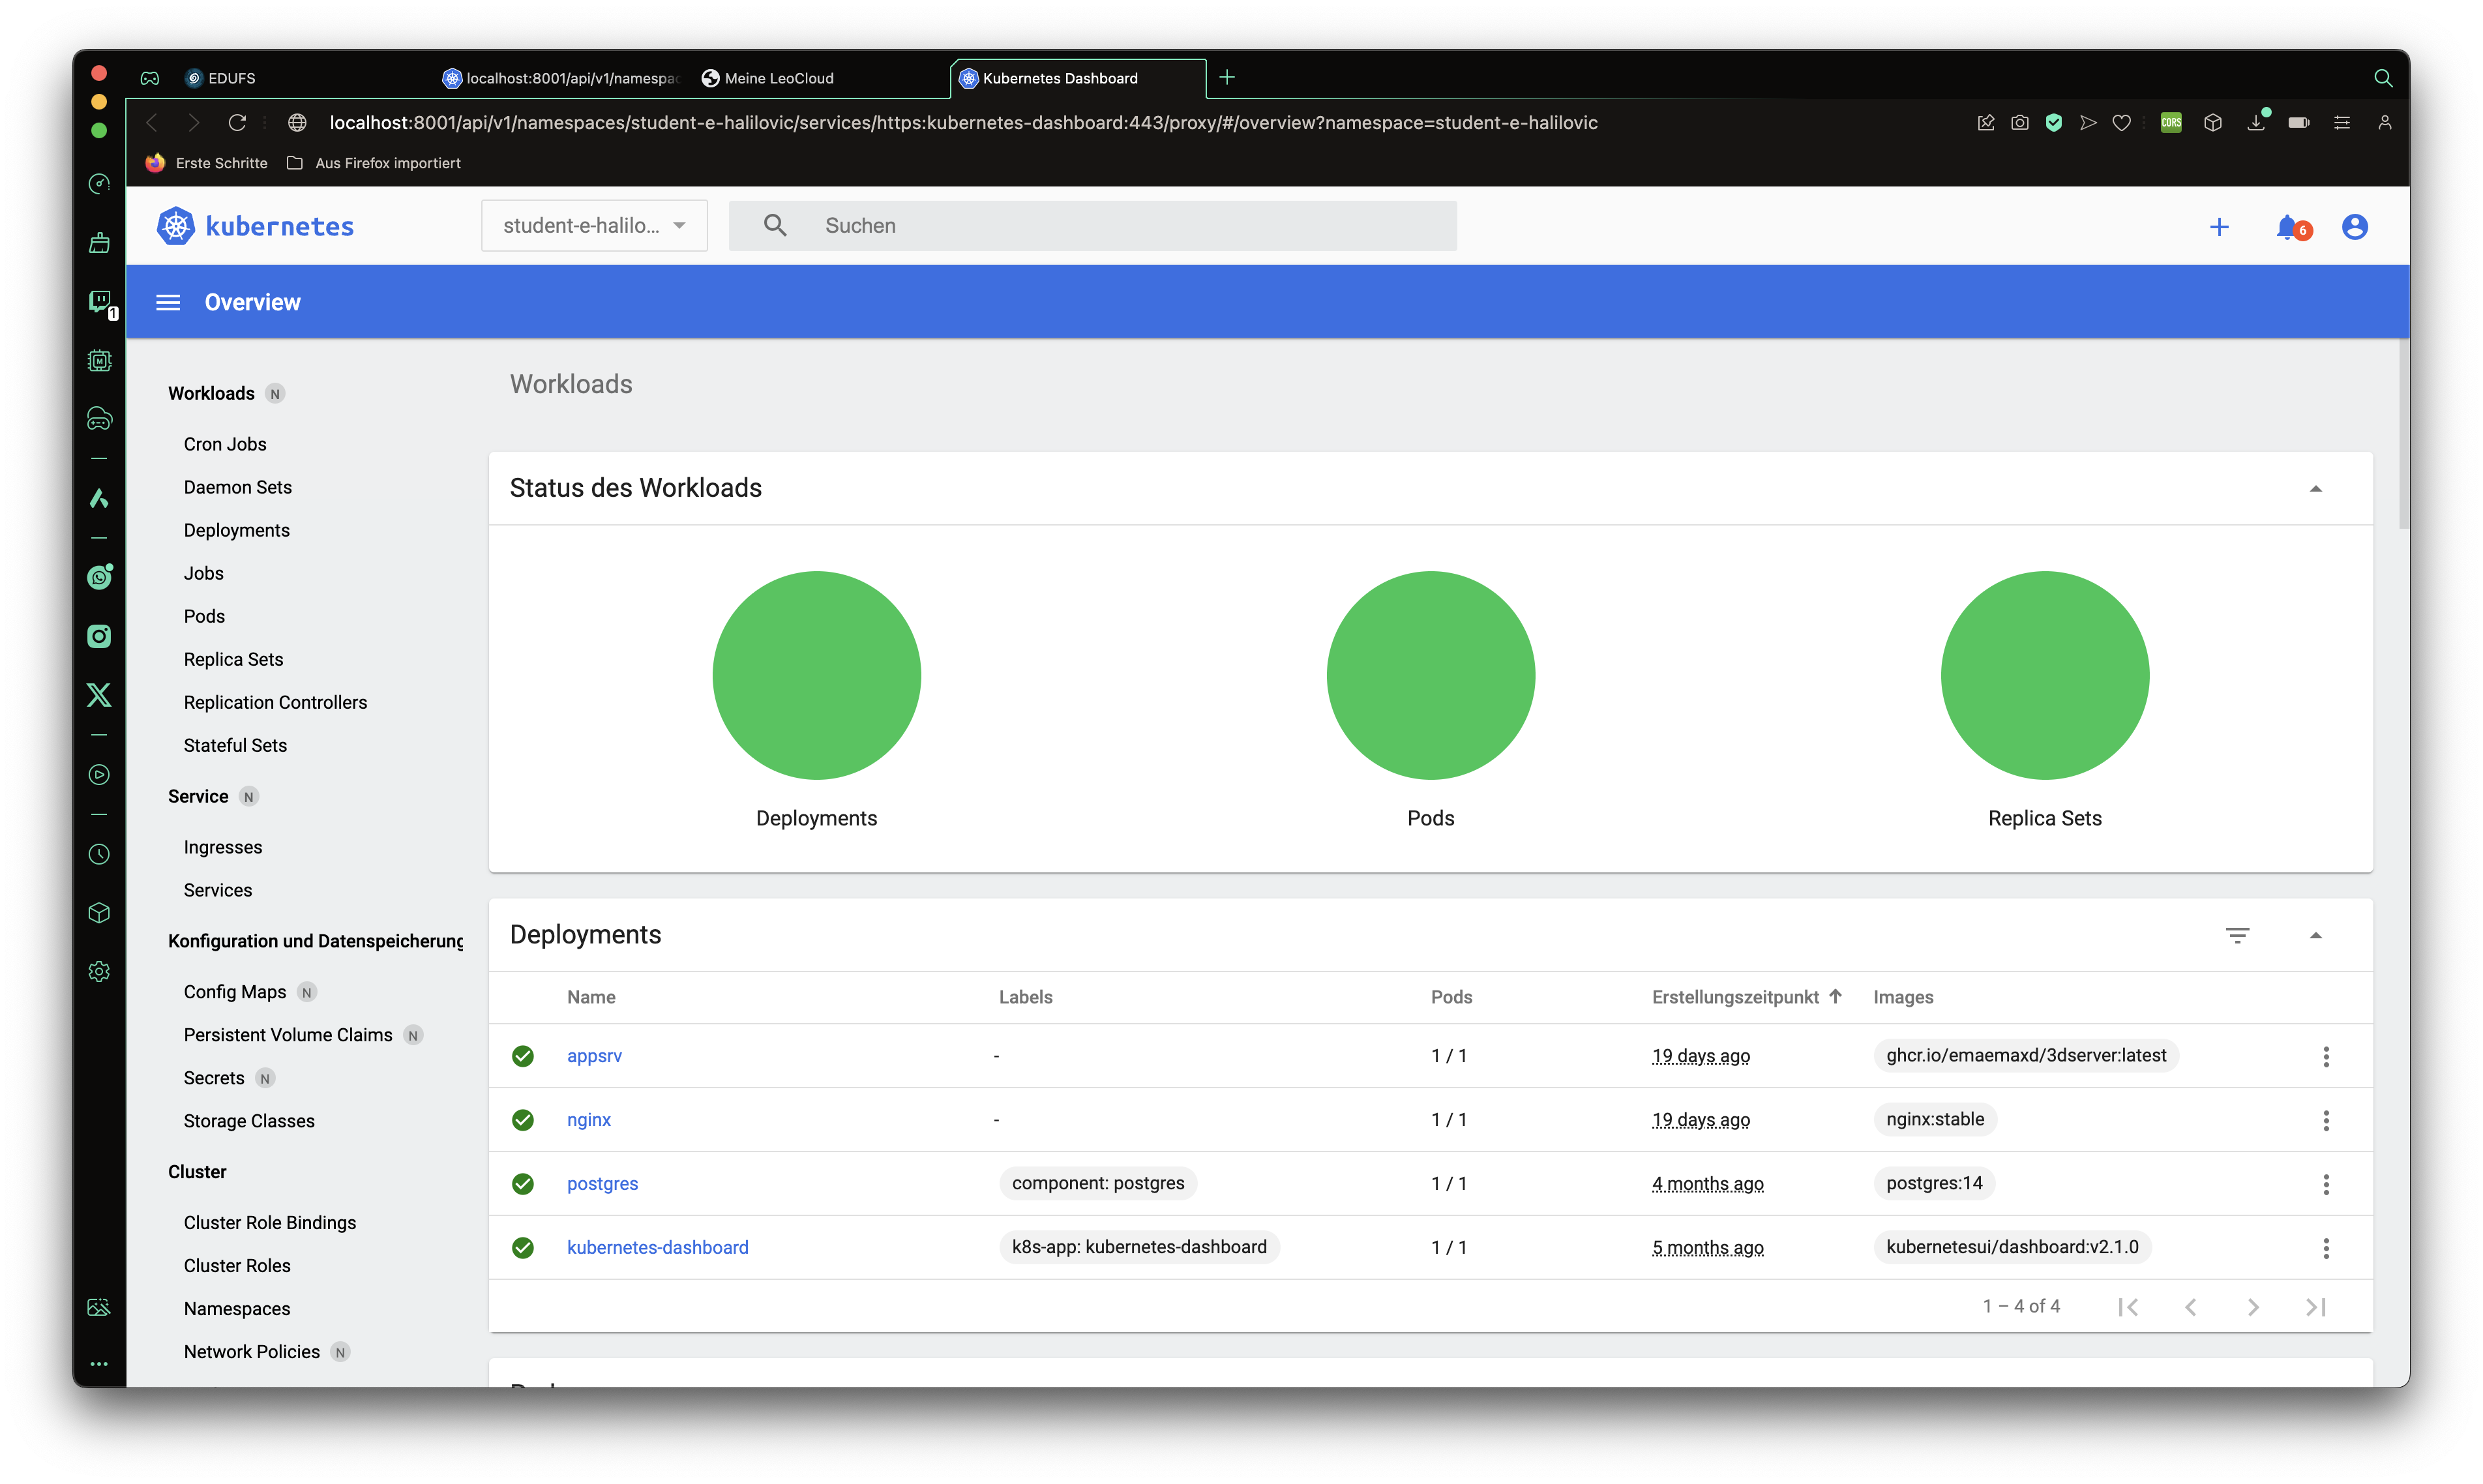 EDUFS
localhost:8001/api/v1/namespac
Meine LeoCloud
Kubernetes Dashboard
localhost:8001/api/v1/namespaces/student-e-halilovic/services/https:kubernetes-dashboard:443/proxy/#/overview?namespace=student-e-halilovic
CORS
Erste Schritte
Aus Firefox importiert
1
M
kubernetes
student-e-halilo...
Suchen
6
Overview
Workloads N
Cron Jobs
Daemon Sets
Deployments
Jobs
Pods
Replica Sets
Replication Controllers
Stateful Sets
Service N
Ingresses
Services
Konfiguration und Datenspeicherung
Config Maps N
Persistent Volume Claims N
Secrets N
Storage Classes
Cluster
Cluster Role Bindings
Cluster Roles
Namespaces
Network Policies N
Workloads
Status des Workloads
Deployments
Pods
Replica Sets
Deployments
Name Labels Pods Erstellungszeitpunkt Images
appsrv - 1 / 1 19 days ago ghcr.io/emaemaxd/3dserver:latest
nginx - 1 / 1 19 days ago nginx:stable
postgres component: postgres 1 / 1 4 months ago postgres:14
kubernetes-dashboard k8s-app: kubernetes-dashboard 1 / 1 5 months ago kubernetesui/dashboard:v2.1.0
1 – 4 of 4